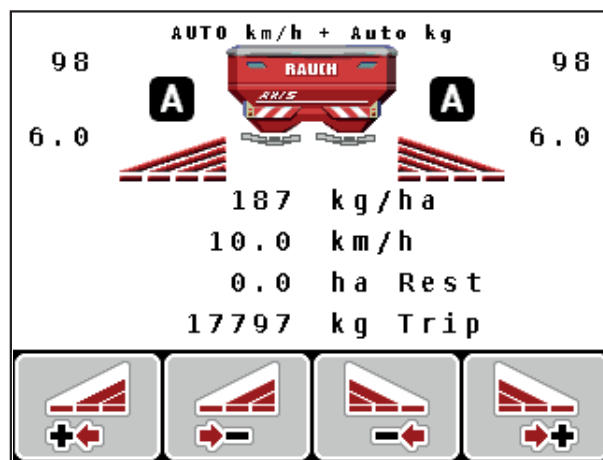 AUTO km/h + Auto kg
98 98
RAUCH
A A
AXIS
6.0 6.0
187 kg/ha
10.0 km/h
0.0 ha Rest
17797 kg Trip